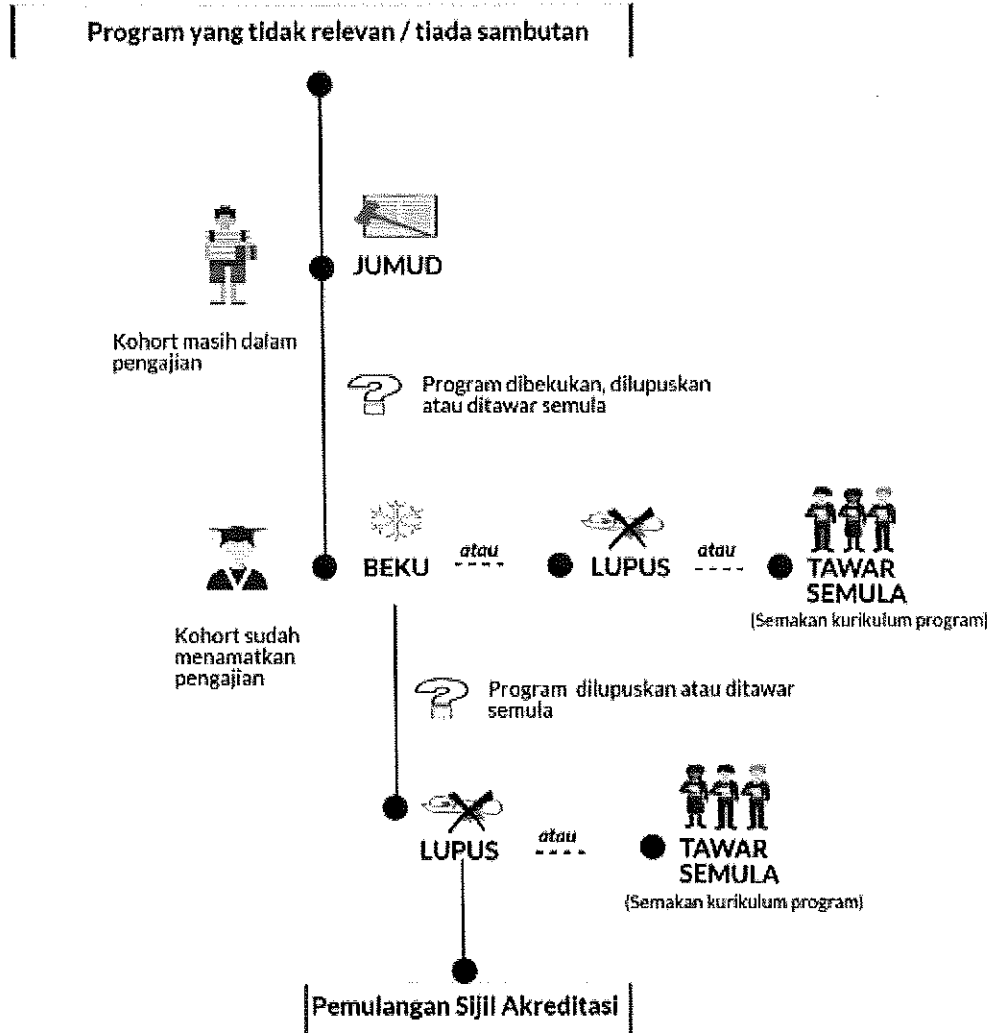 Program yang tidak relevan / tiada sambutan
JUMUD
Kohort masih dalam
pengajian
Program dibekukan, dilupuskan
atau ditawar semula
BEKU
atau
LUPUS
atau
TAWAR
SEMULA
(Semakan kurikulum program)
Kohort sudah
menamatkan
pengajian
Program dilupuskan atau ditawar
semula
LUPUS
atau
TAWAR
SEMULA
(Semakan kurikulum program)
Pemulangan Sijil Akreditasi